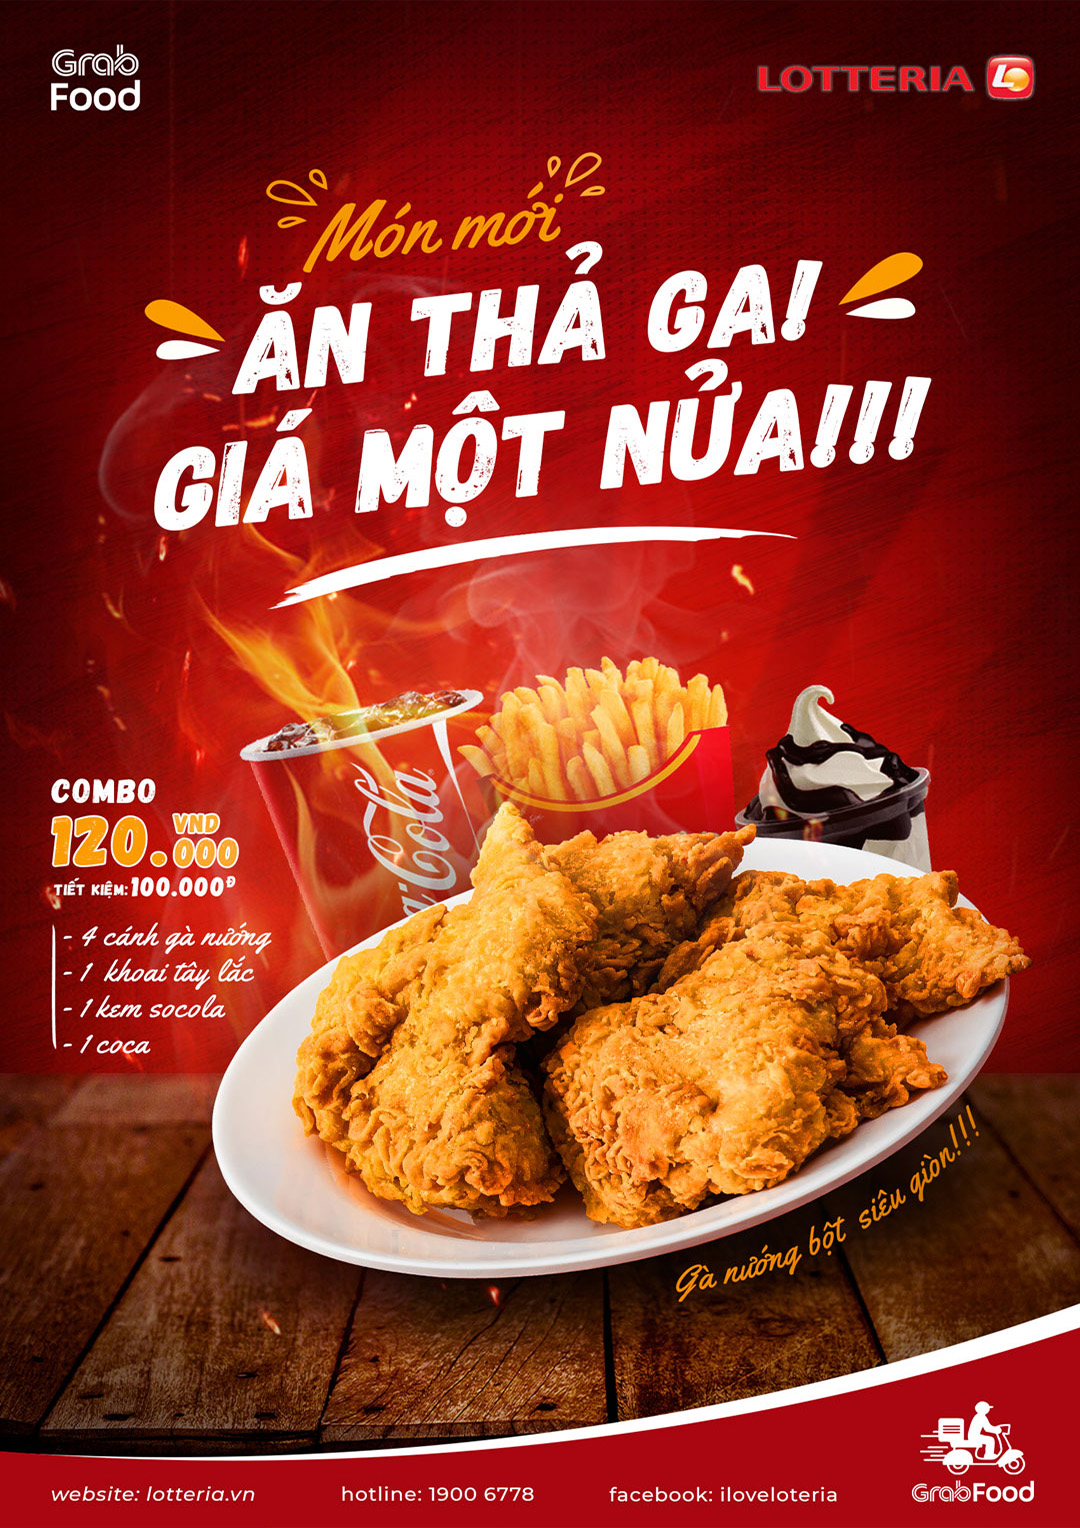 Grab
Food
LOTTERIA
Món mới
ĂN THẢ GA!
GIÁ MỘT NỬA!!!
COMBO
120.000 VND
TIẾT KIỆM: 100.000Đ
- 4 cánh gà nướng
- 1 khoai tây lắc
- 1 kem socola
- 1 coca
Cola
Gà nướng bột siêu giòn!!!
website: lotteria.vn
hotline: 1900 6778
facebook: iloveloteria
GrabFood